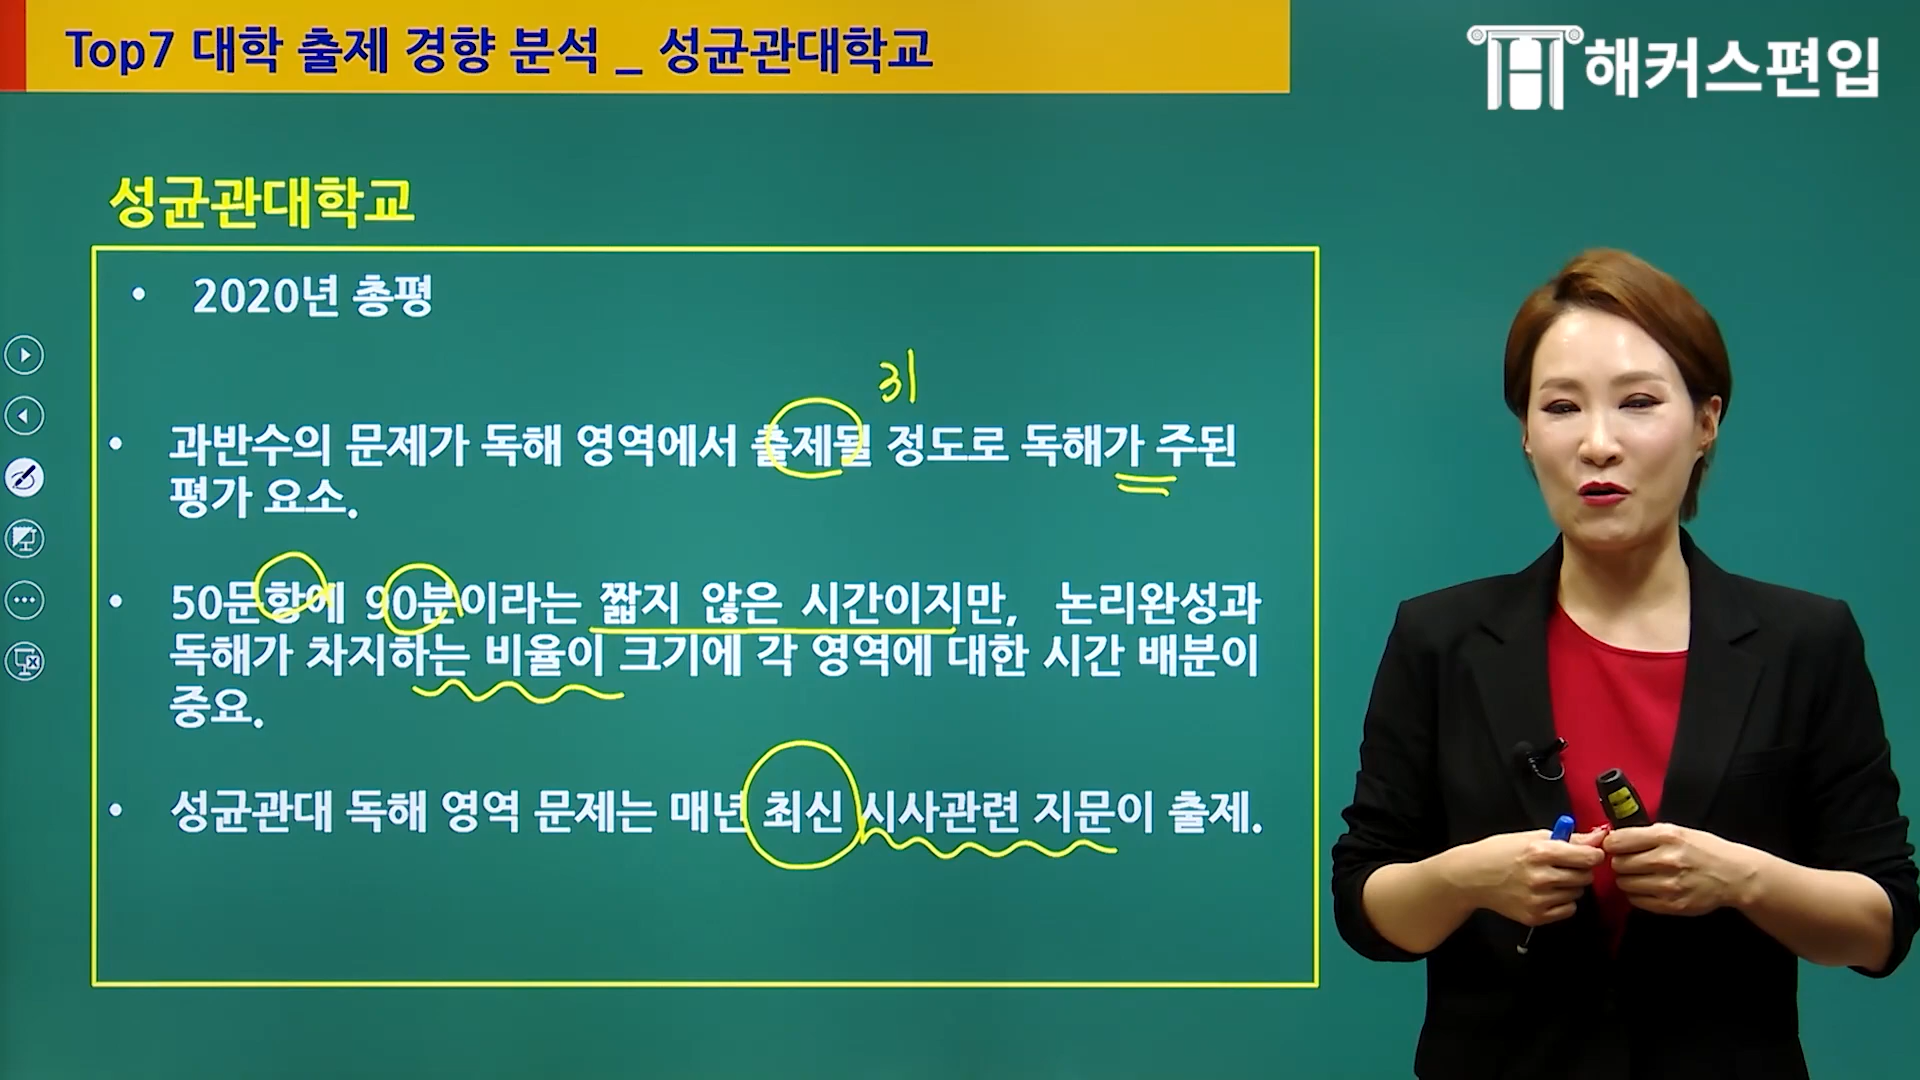 Top7 대학 출제 경향 분석 _ 성균관대학교
해커스편입
성균관대학교
• 2020년 총평
31
• 과반수의 문제가 독해 영역에서 출제될 정도로 독해가 주된
평가 요소.
• 50문항에 90분이라는 짧지 않은 시간이지만, 논리완성과
독해가 차지하는 비율이 크기에 각 영역에 대한 시간 배분이
중요.
• 성균관대 독해 영역 문제는 매년 최신 시사관련 지문이 출제.